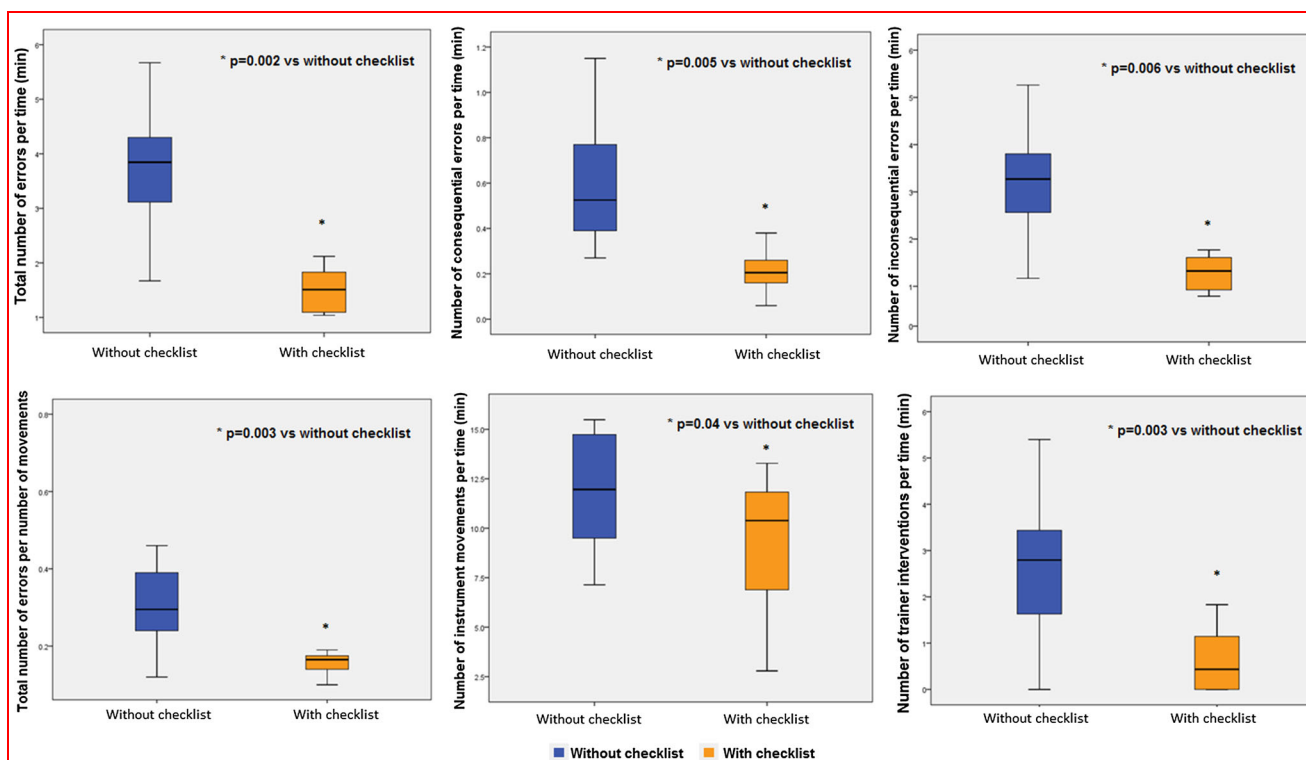 Total number of errors per time (min)
6
5
4
3
2
1
* p=0.002 vs without checklist
*
Without checklist
With checklist
Number of consequential errors per time (min)
1.2
1.0
0.8
0.6
0.4
0.2
0.0
* p=0.005 vs without checklist
*
Without checklist
With checklist
Number of inconsequential errors per time (min)
6
5
4
3
2
1
0
* p=0.006 vs without checklist
*
Without checklist
With checklist
Total number of errors per number of movements
0.8
0.6
0.4
0.2
* p=0.003 vs without checklist
*
Without checklist
With checklist
Number of instrument movements per time (min)
15.0
12.5
10.0
7.5
5.0
2.5
* p=0.04 vs without checklist
*
Without checklist
With checklist
Number of trainer interventions per time (min)
6
5
4
3
2
1
0
* p=0.003 vs without checklist
*
Without checklist
With checklist
Without checklist With checklist